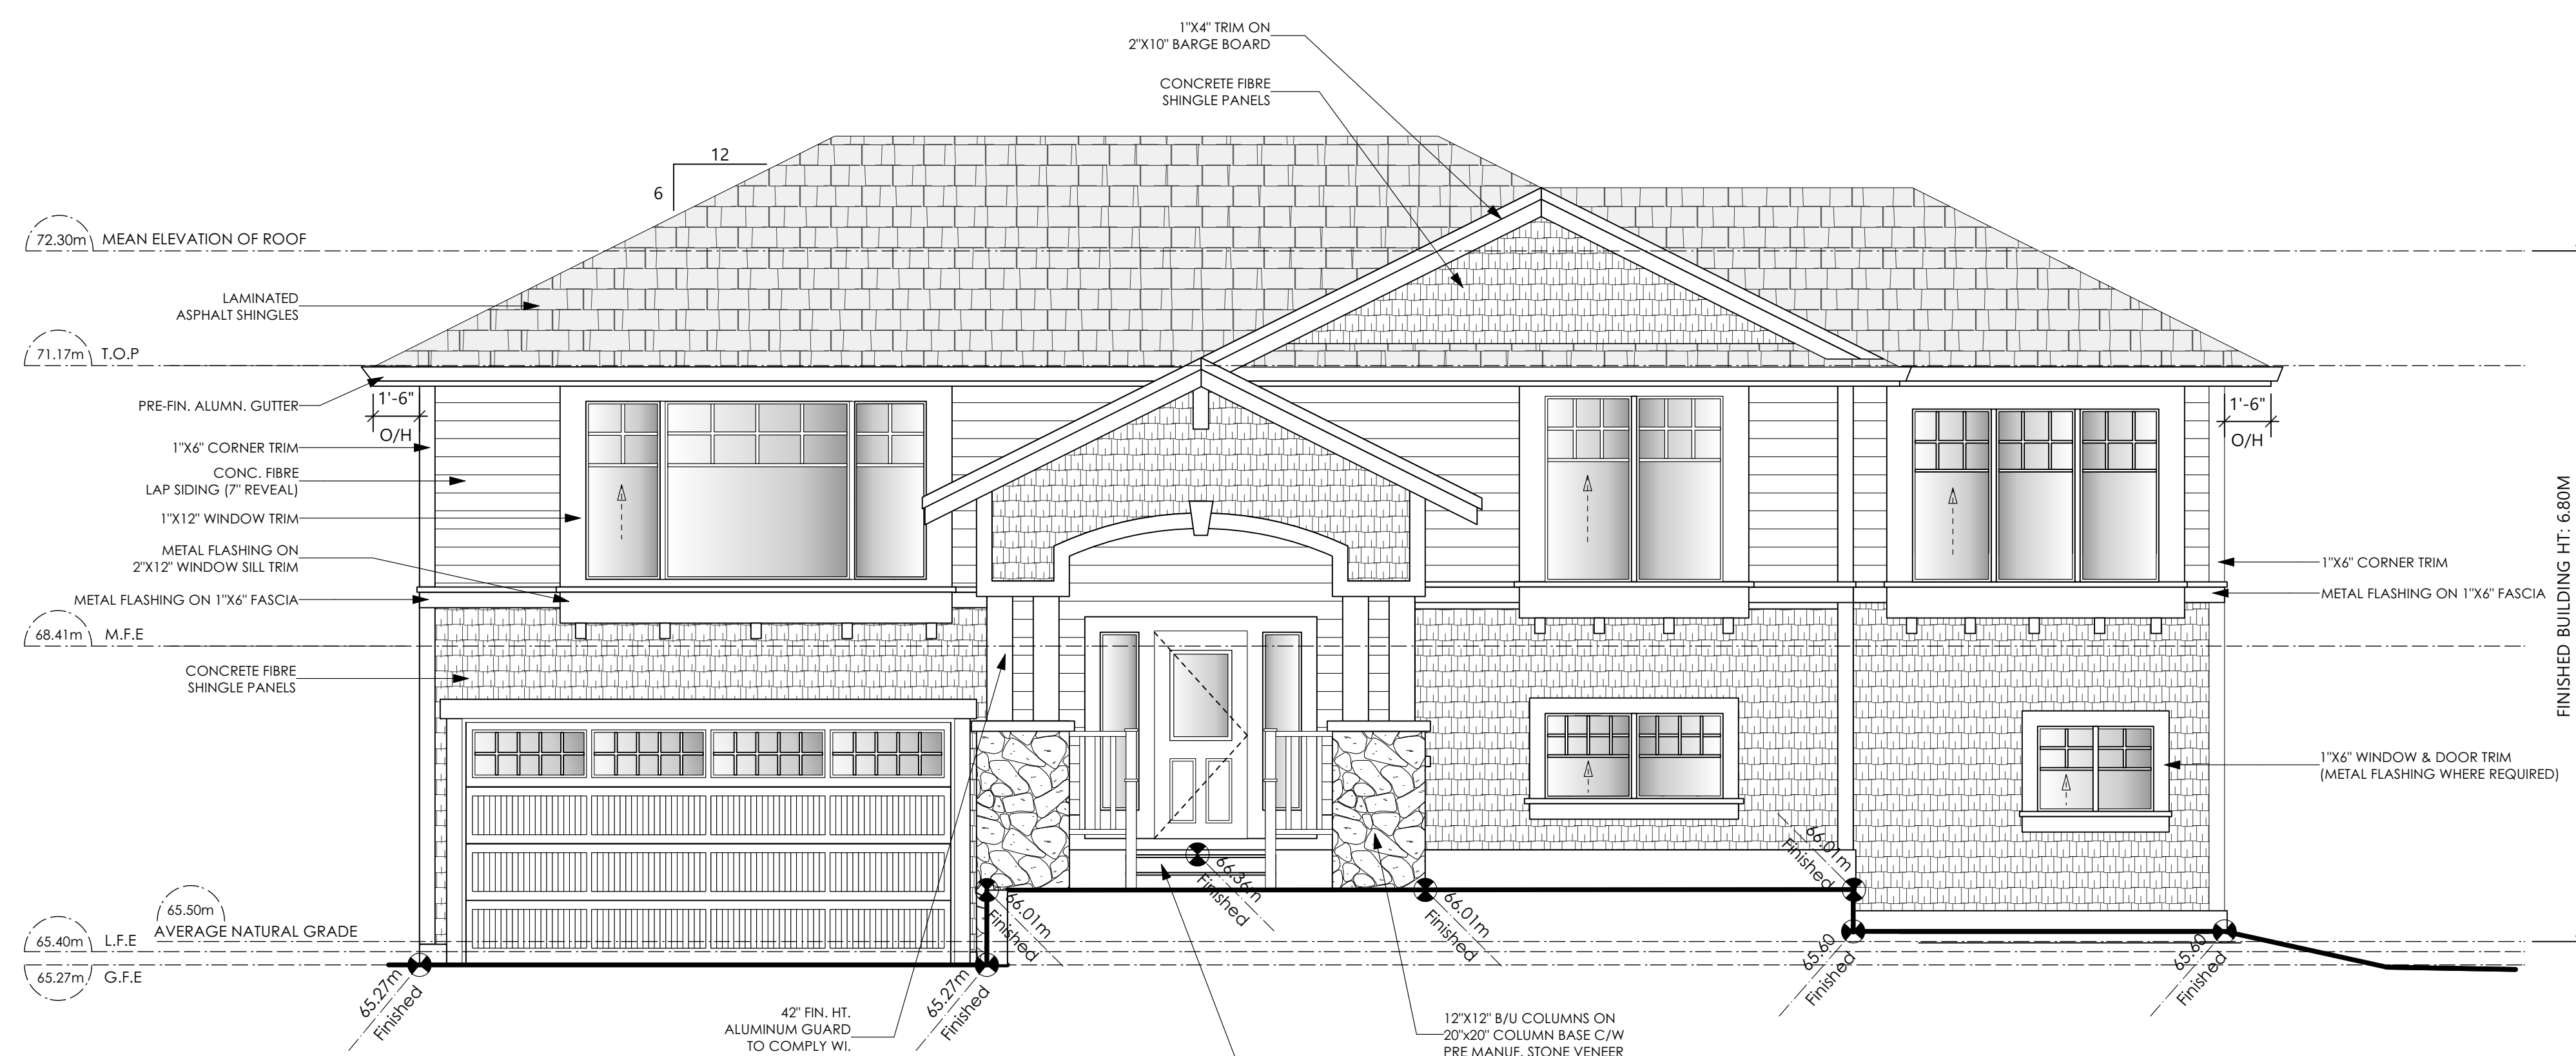 1"X4" TRIM ON
2"X10" BARGE BOARD
CONCRETE FIBRE
SHINGLE PANELS
12
6
72.30m MEAN ELEVATION OF ROOF
LAMINATED
ASPHALT SHINGLES
71.17m T.O.P
PRE-FIN. ALUMN. GUTTER
1'-6"
O/H
1'-6"
O/H
1"X6" CORNER TRIM
CONC. FIBRE
LAP SIDING (7" REVEAL)
1"X12" WINDOW TRIM
METAL FLASHING ON
2"X12" WINDOW SILL TRIM
METAL FLASHING ON 1"X6" FASCIA
1"X6" CORNER TRIM
METAL FLASHING ON 1"X6" FASCIA
FINISHED BUILDING HT: 6.80M
68.41m M.F.E
CONCRETE FIBRE
SHINGLE PANELS
1"X6" WINDOW & DOOR TRIM
(METAL FLASHING WHERE REQUIRED)
66.36m
Finished
66.01m
Finished
66.01m
Finished
66.01m
Finished
65.50m
AVERAGE NATURAL GRADE
65.40m L.F.E
65.27m G.F.E
65.27m
Finished
65.27m
Finished
65.60
Finished
65.60
Finished
42" FIN. HT.
ALUMINUM GUARD
TO COMPLY WI.
12"X12" B/U COLUMNS ON
20"x20" COLUMN BASE C/W
PRE MANUF. STONE VENEER